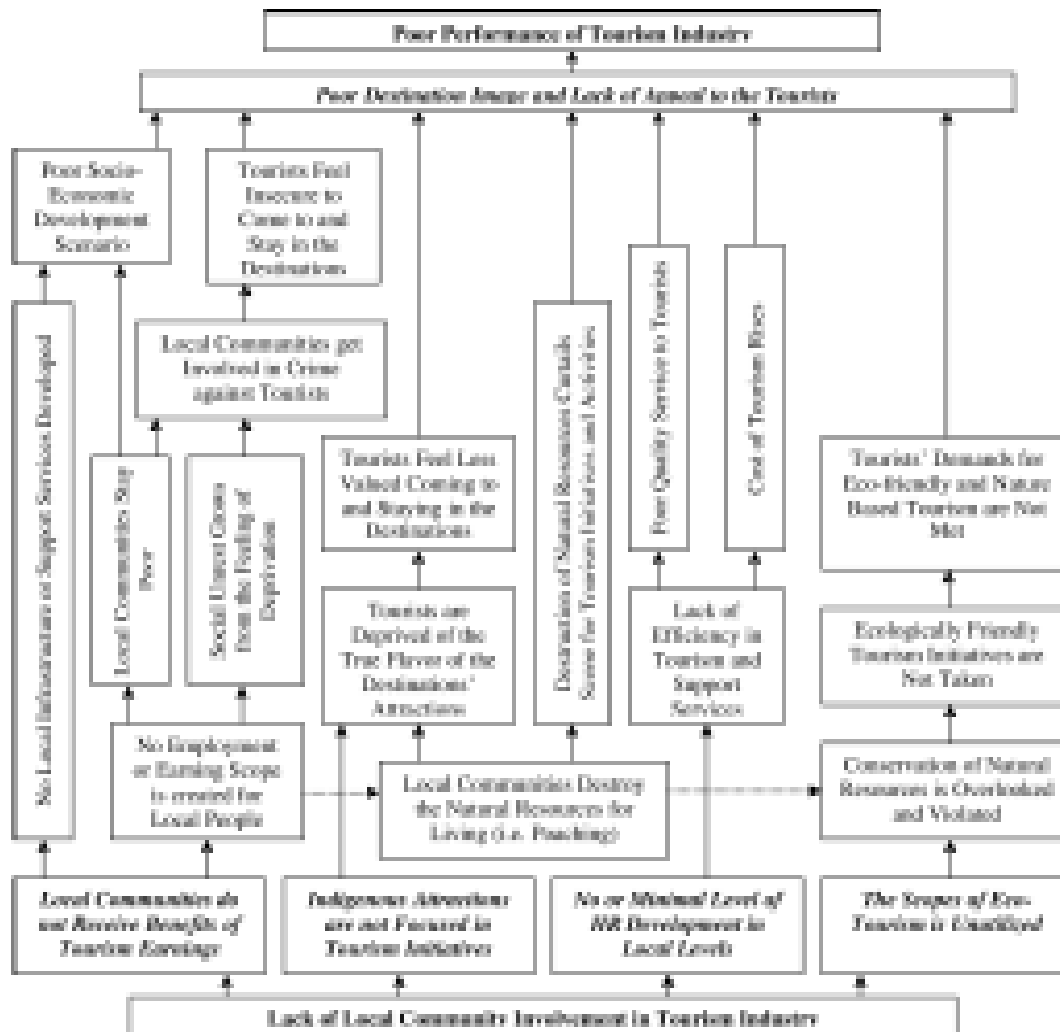 Poor Performance of Tourism Industry
Poor Destination Image and Lack of Appeal to the Tourists
Poor Socio-
Economic
Development
Scenario
Tourists Feel
Insecure to
Come to and
Stay in the
Destinations
Local Communities get
Involved in Crime
against Tourists
No Local Infrastructure or Support Services Developed
Local Communities Stay
Poor
Social Unrest Grows
from the Feeling of
Deprivation
Tourists Feel Less
Valued Coming to
and Staying in the
Destinations
Destruction of Natural Resources Curtails
Scope for Tourism Initiatives and Activities
Poor Quality Service to Tourists
Cost of Tourism Rises
Tourists' Demands for
Eco-friendly and Nature
Based Tourism are Not
Met
Tourists are
Deprived of the
True Flavor of the
Destinations'
Attractions
Lack of
Efficiency in
Tourism and
Support
Services
Ecologically Friendly
Tourism Initiatives are
Not Taken
No Employment
or Earning Scope
is created for
Local People
Local Communities Destroy
the Natural Resources for
Living (i.e. Poaching)
Conservation of Natural
Resources is Overlooked
and Violated
Local Communities do
not Receive Benefits of
Tourism Earnings
Indigenous Attractions
are not Focused in
Tourism Initiatives
No or Minimal Level of
HR Development in
Local Levels
The Scopes of Eco-
Tourism is Unutilized
Lack of Local Community Involvement in Tourism Industry